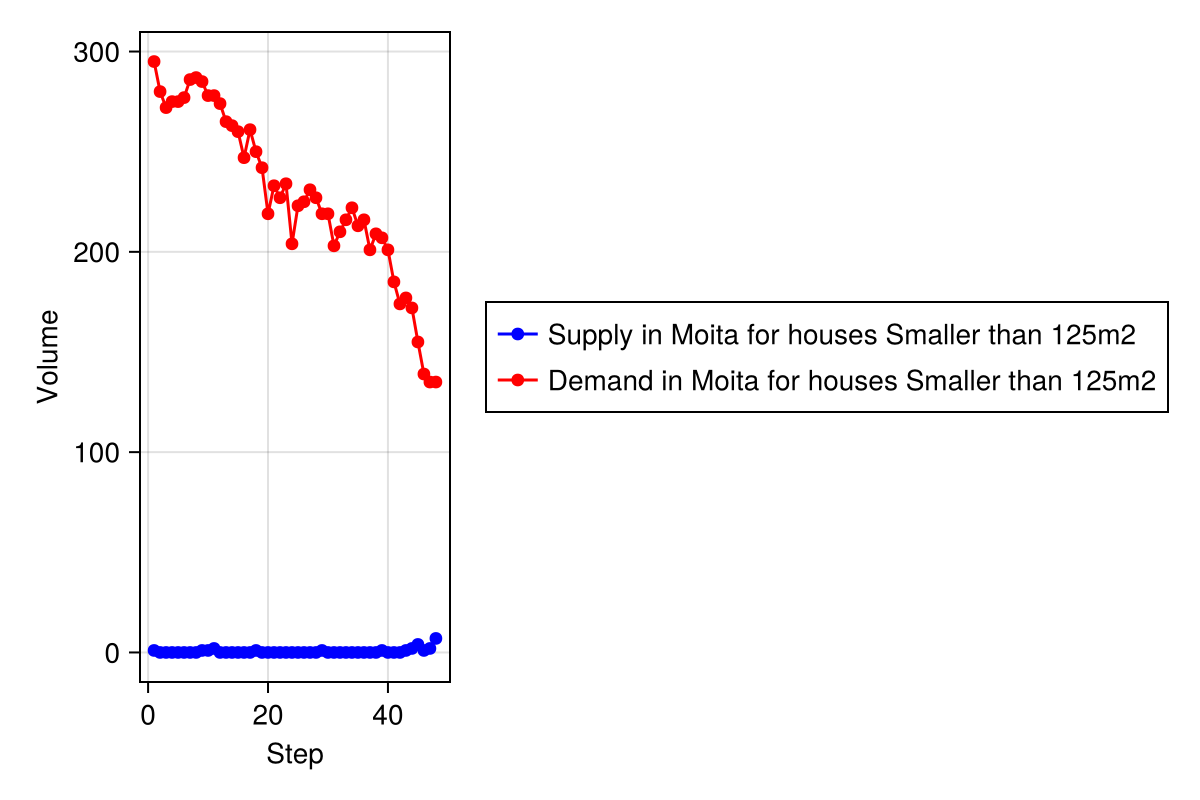 300
200
100
0
Volume
0 20 40
Step
Supply in Moita for houses Smaller than 125m2
Demand in Moita for houses Smaller than 125m2